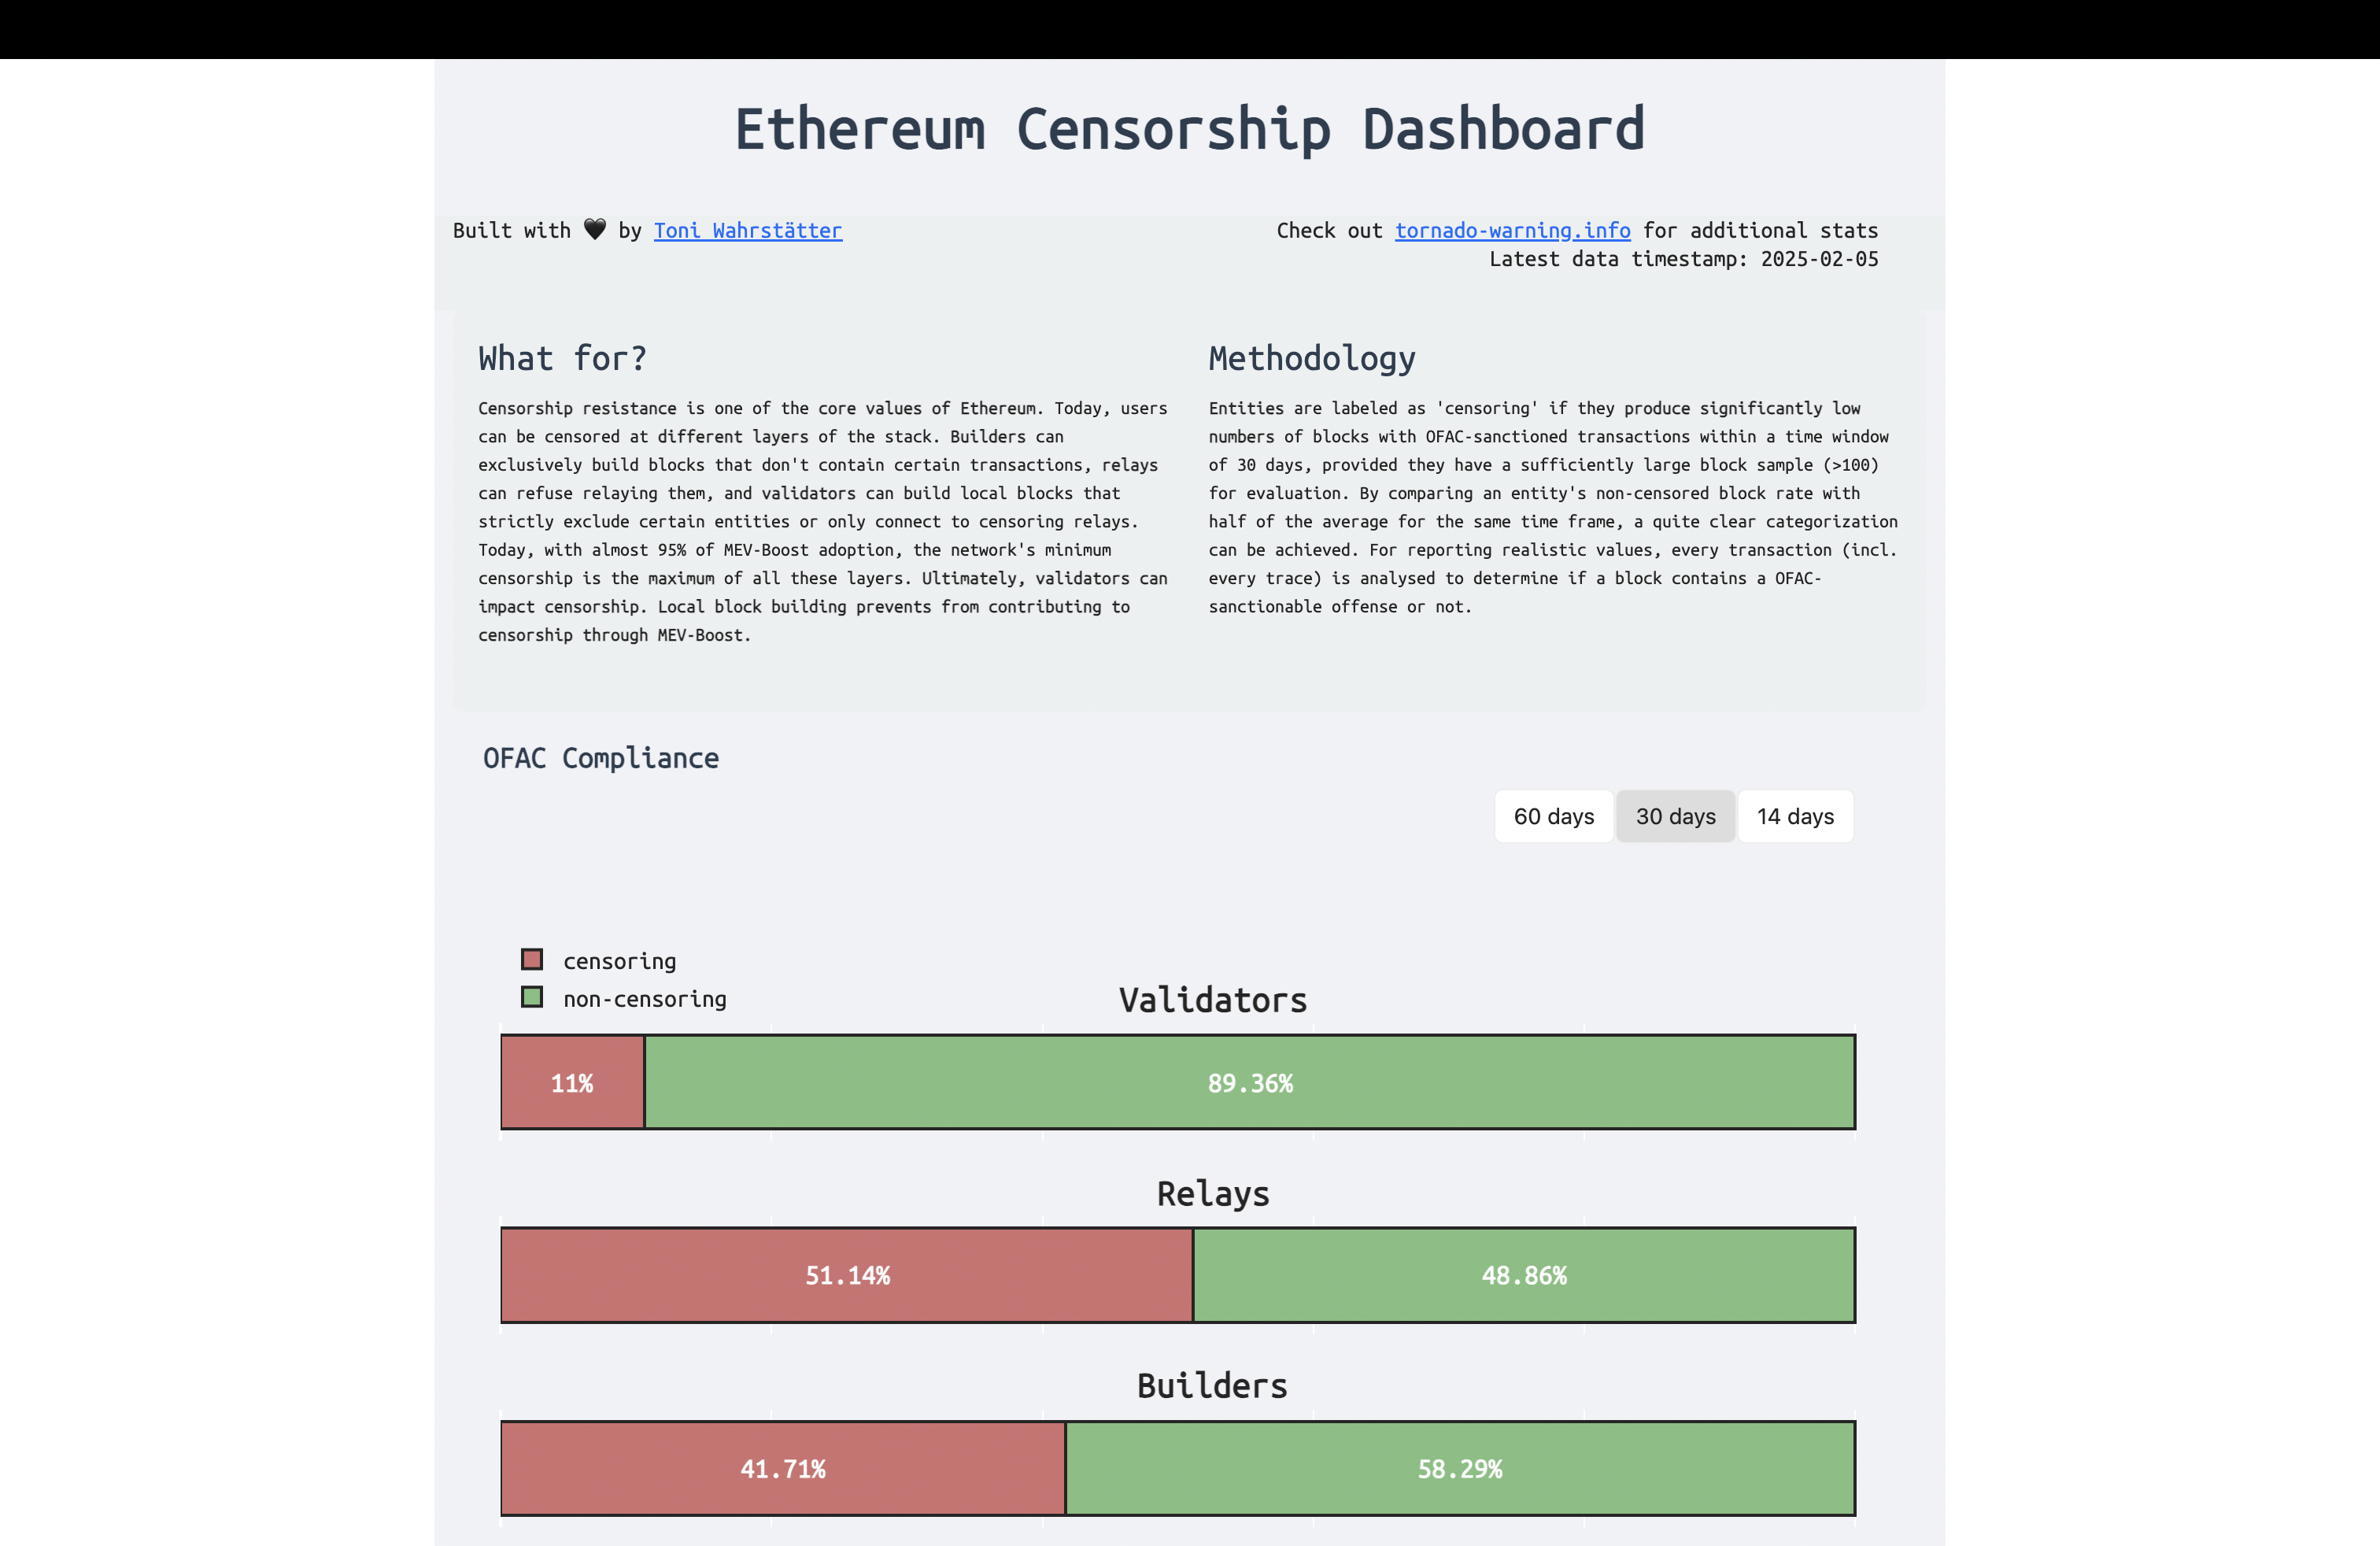 Ethereum Censorship Dashboard
Built with 🖤 by Toni Wahrstätter
Check out tornado-warning.info for additional stats
Latest data timestamp: 2025-02-05
What for?
Censorship resistance is one of the core values of Ethereum. Today, users
can be censored at different layers of the stack. Builders can
exclusively build blocks that don't contain certain transactions, relays
can refuse relaying them, and validators can build local blocks that
strictly exclude certain entities or only connect to censoring relays.
Today, with almost 95% of MEV-Boost adoption, the network's minimum
censorship is the maximum of all these layers. Ultimately, validators can
impact censorship. Local block building prevents from contributing to
censorship through MEV-Boost.
Methodology
Entities are labeled as 'censoring' if they produce significantly low
numbers of blocks with OFAC-sanctioned transactions within a time window
of 30 days, provided they have a sufficiently large block sample (>100)
for evaluation. By comparing an entity's non-censored block rate with
half of the average for the same time frame, a quite clear categorization
can be achieved. For reporting realistic values, every transaction (incl.
every trace) is analysed to determine if a block contains a OFAC-
sanctionable offense or not.
OFAC Compliance
60 days 30 days 14 days
censoring
non-censoring
Validators
11% 89.36%
Relays
51.14% 48.86%
Builders
41.71% 58.29%